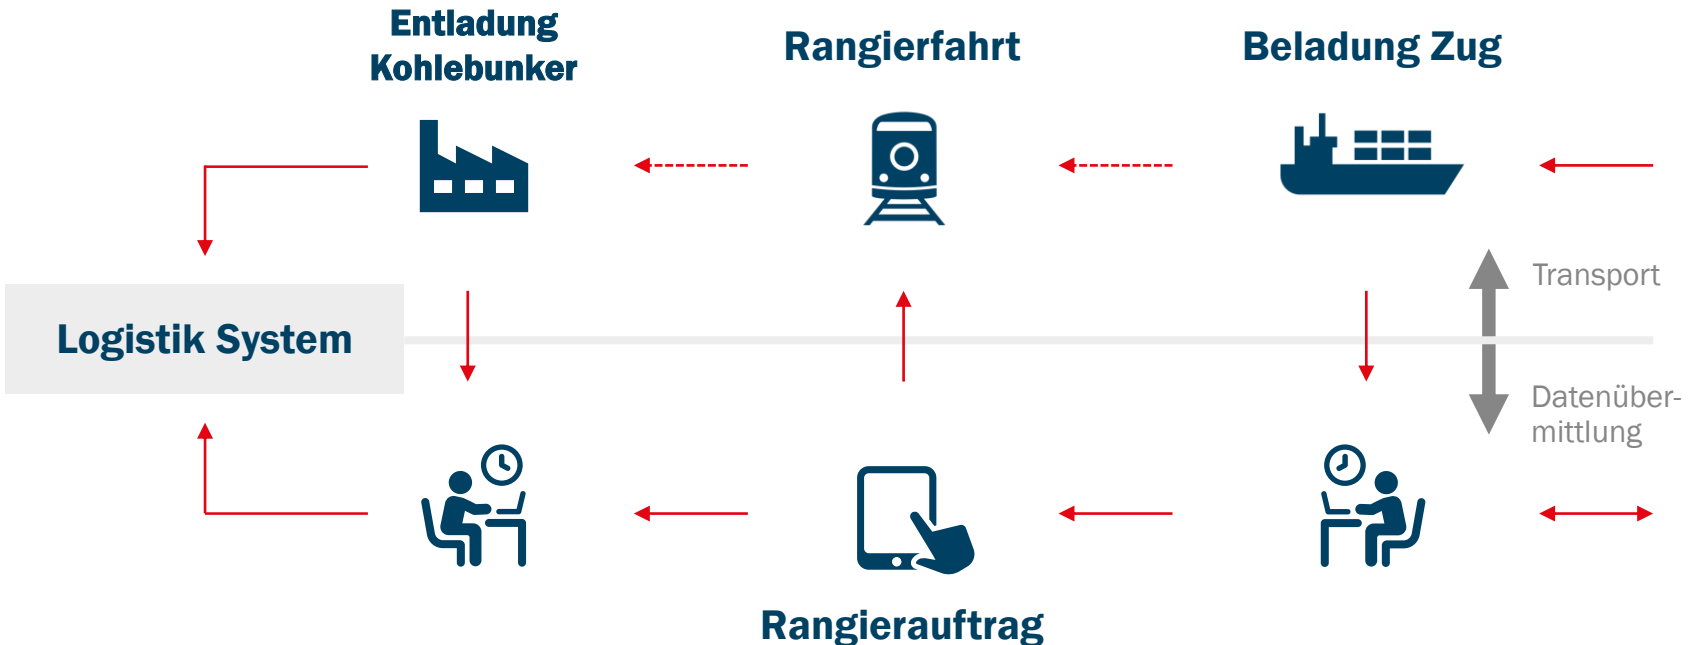 Entladung
Kohlebunker
Rangierfahrt
Beladung Zug
Transport
Logistik System
Datenüber-
mittlung
Rangierauftrag